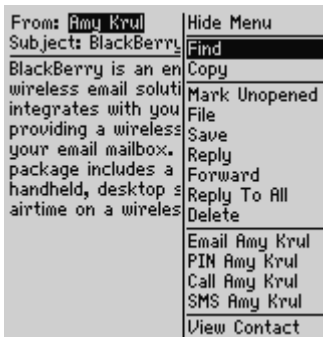 From: Amy Krul
Subject: BlackBerry
BlackBerry is an en
wireless email soluti
integrates with you
providing a wireless
your email mailbox.
package includes a
handheld, desktop s
airtime on a wireles
Hide Menu
Find
Copy
Mark Unopened
File
Save
Reply
Forward
Reply To All
Delete
Email Amy Krul
PIN Amy Krul
Call Amy Krul
SMS Amy Krul
View Contact